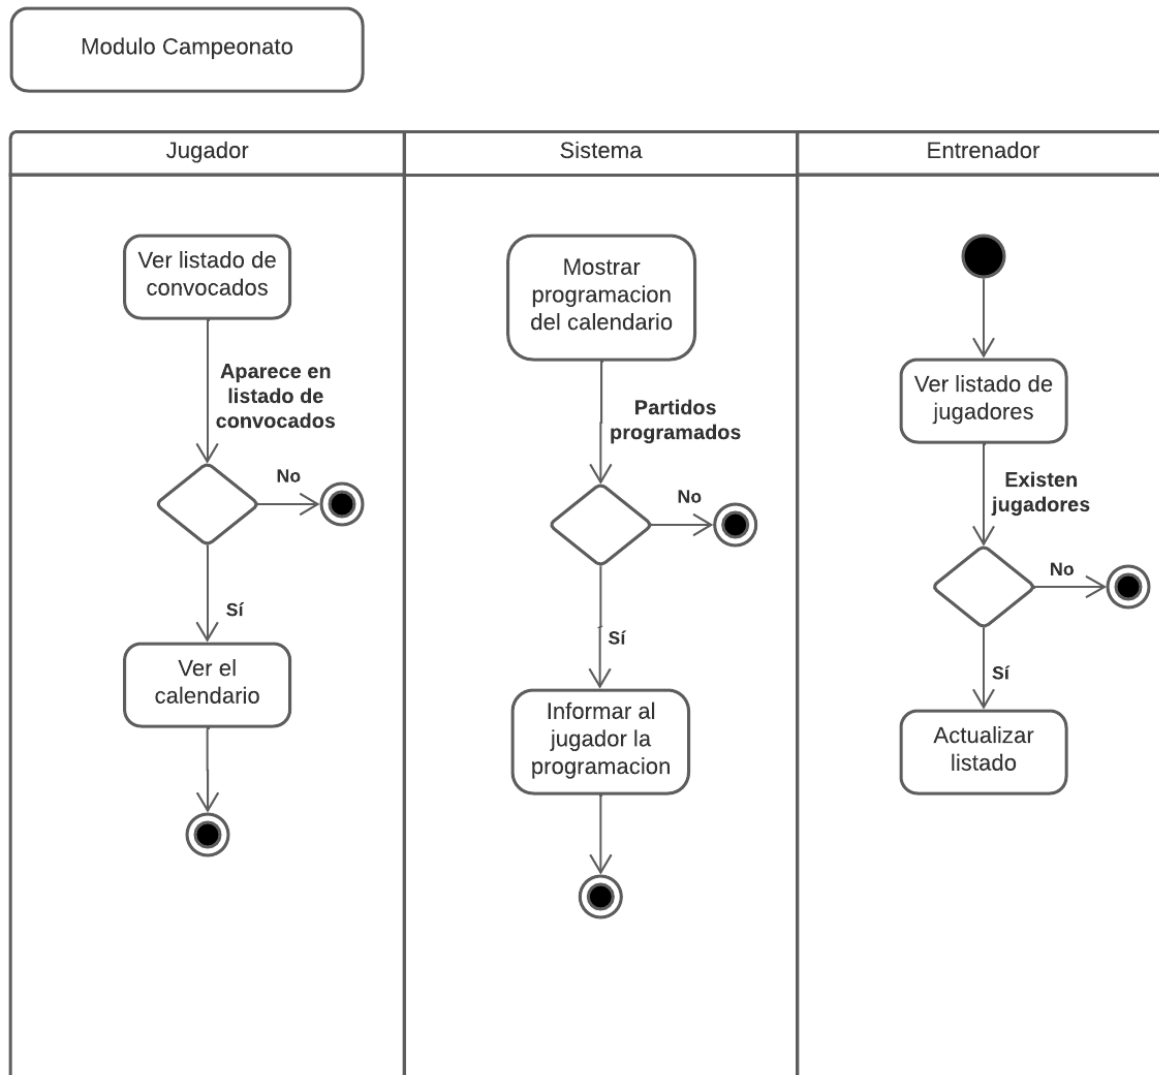 Modulo Campeonato
Jugador
Sistema
Entrenador
Ver listado de
convocados
Aparece en
listado de
convocados
No
Sí
Ver el
calendario
Mostrar
programacion
del calendario
Partidos
programados
No
Sí
Informar al
jugador la
programacion
Ver listado de
jugadores
Existen
jugadores
No
Sí
Actualizar
listado